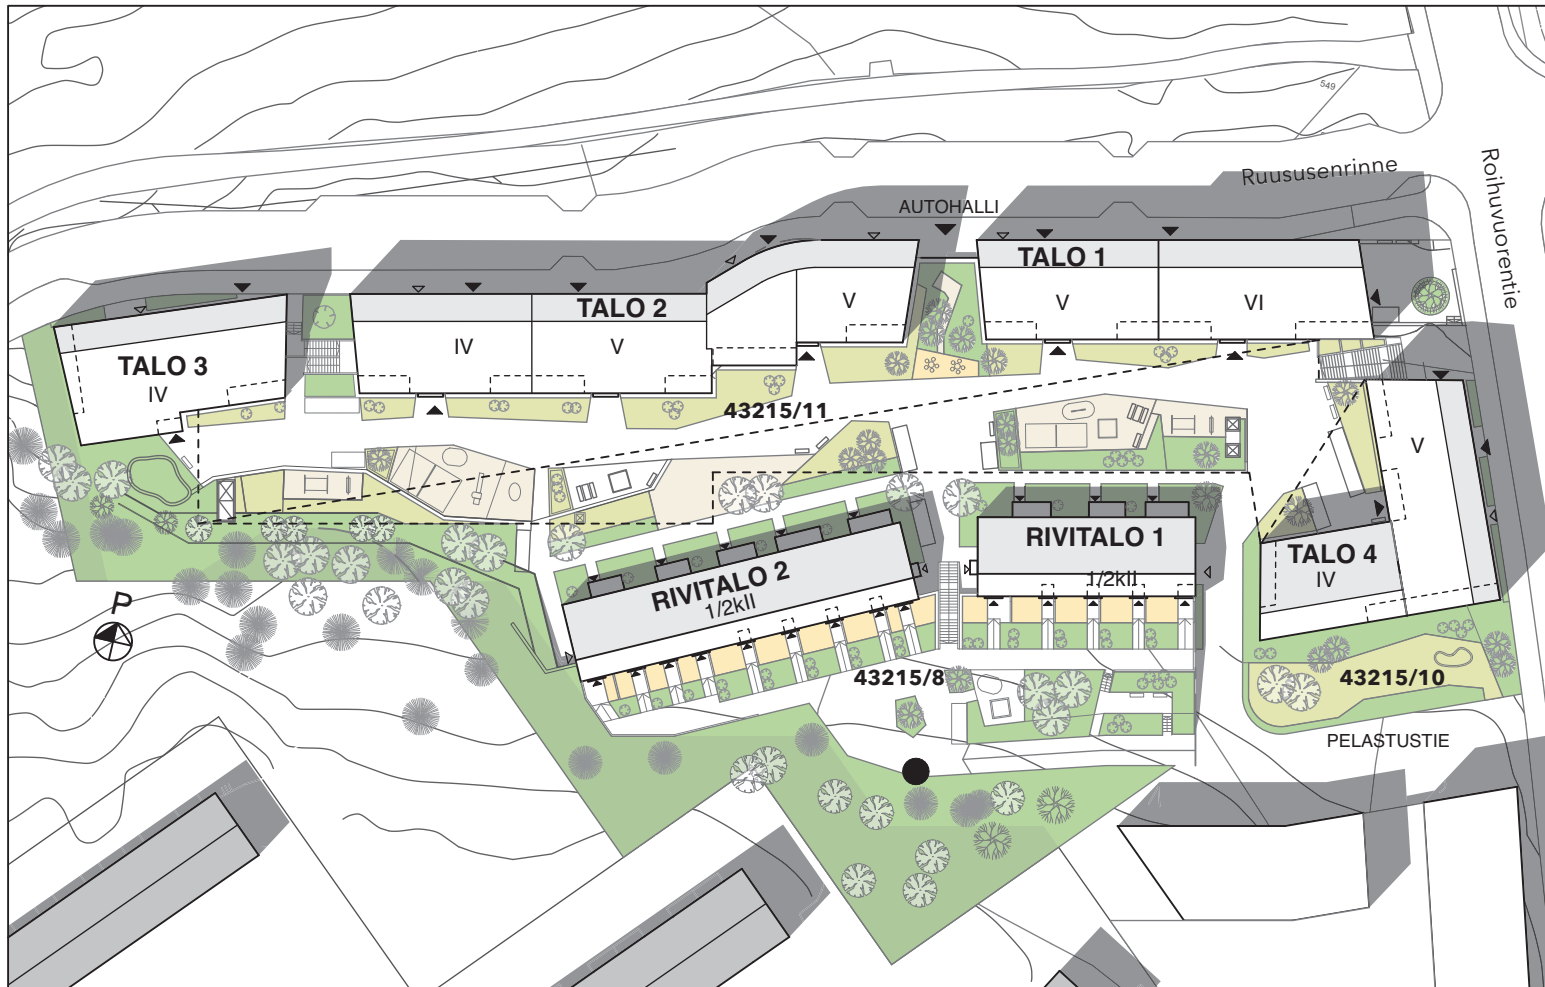 549
Ruususenrinne
Roihuvuorentie
AUTOHALLI
TALO 1
V
VI
V
TALO 2
IV
V
TALO 3
IV
43215/11
V
TALO 4
IV
RIVITALO 1
1/2kII
RIVITALO 2
1/2kII
P
43215/8
43215/10
PELASTUSTIE